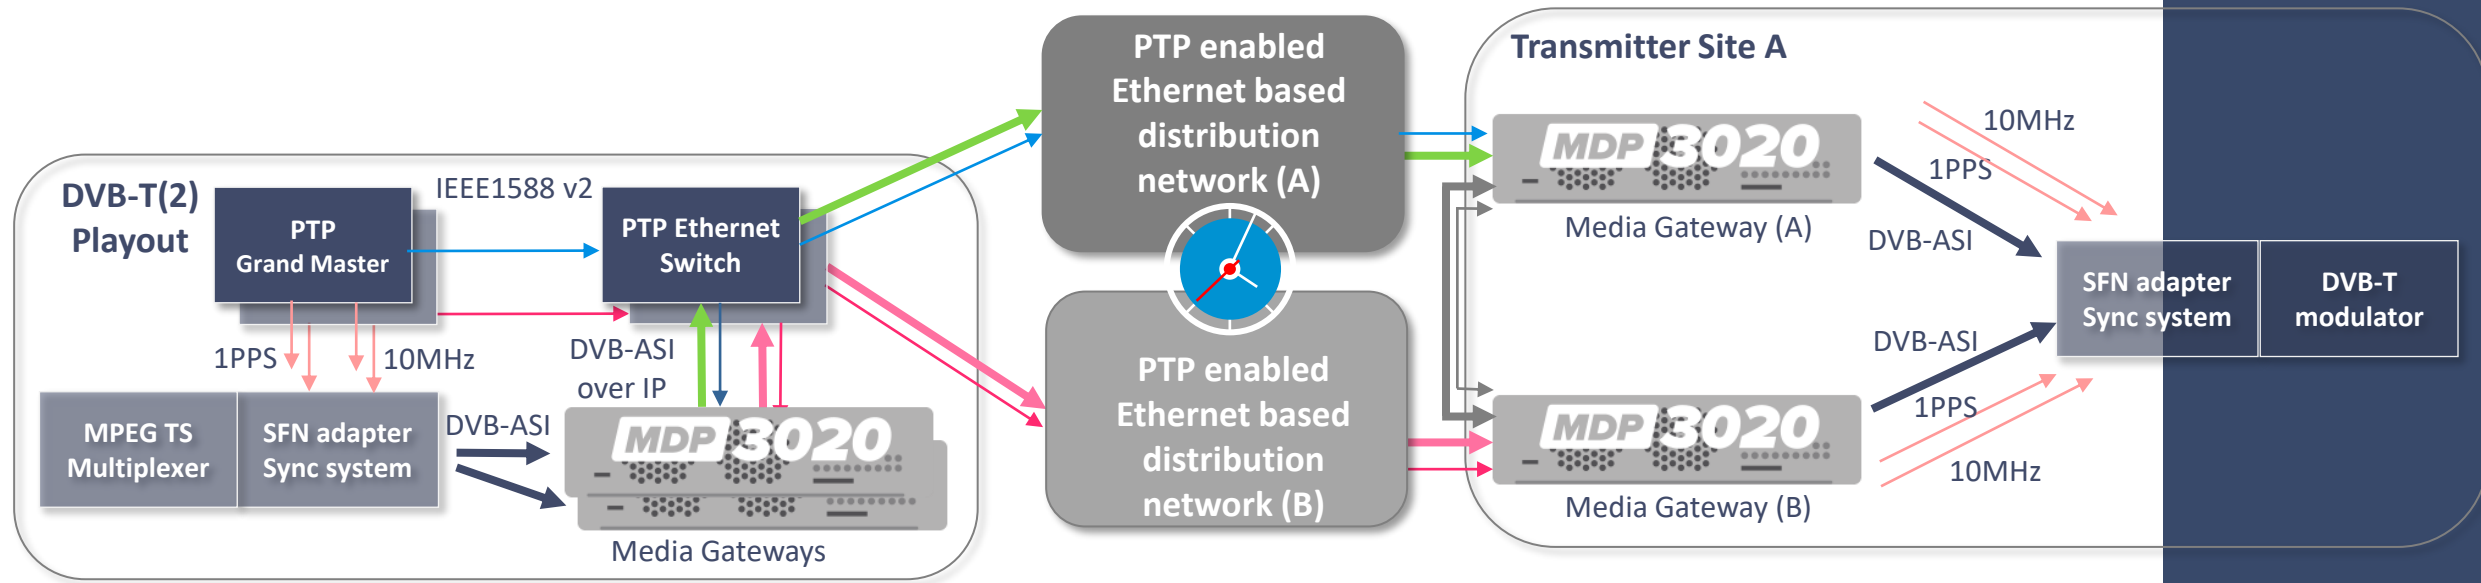 DVB-T(2)
Playout
IEEE1588 v2
PTP
Grand Master
PTP Ethernet
Switch
1PPS
10MHz
DVB-ASI
over IP
MPEG TS
Multiplexer
SFN adapter
Sync system
DVB-ASI
MDP 3020
Media Gateways
PTP enabled
Ethernet based
distribution
network (A)
PTP enabled
Ethernet based
distribution
network (B)
Transmitter Site A
MDP 3020
Media Gateway (A)
10MHz
1PPS
DVB-ASI
SFN adapter
Sync system
DVB-T
modulator
DVB-ASI
1PPS
10MHz
MDP 3020
Media Gateway (B)